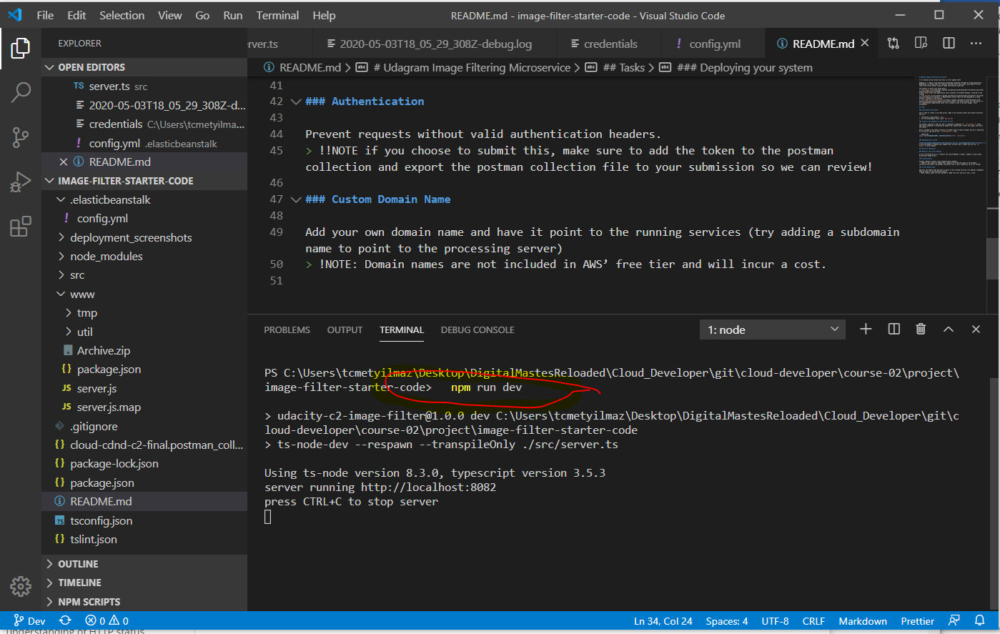 File Edit Selection View Go Run Terminal Help README.md - image-filter-starter-code - Visual Studio Code
EXPLORER
rver.ts 2020-05-03T18_05_29_308Z-debug.log credentials ! config.yml README.md
OPEN EDITORS
TS server.ts src
2020-05-03T18_05_29_308Z-d...
credentials C:\Users\tcmetyilma...
! config.yml .elasticbeanstalk
README.md
IMAGE-FILTER-STARTER-CODE
.elasticbeanstalk
! config.yml
deployment_screenshots
node_modules
src
www
tmp
util
Archive.zip
{} package.json
JS server.js
JS server.js.map
.gitignore
{} cloud-cdnd-c2-final.postman_coll...
{} package-lock.json
{} package.json
README.md
TS tsconfig.json
{} tslint.json
OUTLINE
TIMELINE
NPM SCRIPTS
README.md > abc # Udagram Image Filtering Microservice > abc ## Tasks > abc ### Deploying your system
41
42 ### Authentication
43
44 Prevent requests without valid authentication headers.
45 > !!NOTE if you choose to submit this, make sure to add the token to the postman
collection and export the postman collection file to your submission so we can review!
46
47 ### Custom Domain Name
48
49 Add your own domain name and have it point to the running services (try adding a subdomain
name to point to the processing server)
50 > !NOTE: Domain names are not included in AWS’ free tier and will incur a cost.
51
PROBLEMS OUTPUT TERMINAL DEBUG CONSOLE 1: node
PS C:\Users\tcmetyilmaz\Desktop\DigitalMastesReloaded\Cloud_Developer\git\cloud-developer\course-02\project\
image-filter-starter-code> npm run dev
> udacity-c2-image-filter@1.0.0 dev C:\Users\tcmetyilmaz\Desktop\DigitalMastesReloaded\Cloud_Developer\git\c
loud-developer\course-02\project\image-filter-starter-code
> ts-node-dev --respawn --transpileOnly ./src/server.ts
Using ts-node version 8.3.0, typescript version 3.5.3
server running http://localhost:8082
press CTRL+C to stop server
Dev 0 0 Ln 34, Col 24 Spaces: 4 UTF-8 CRLF Markdown Prettier
understanding of HTTP status